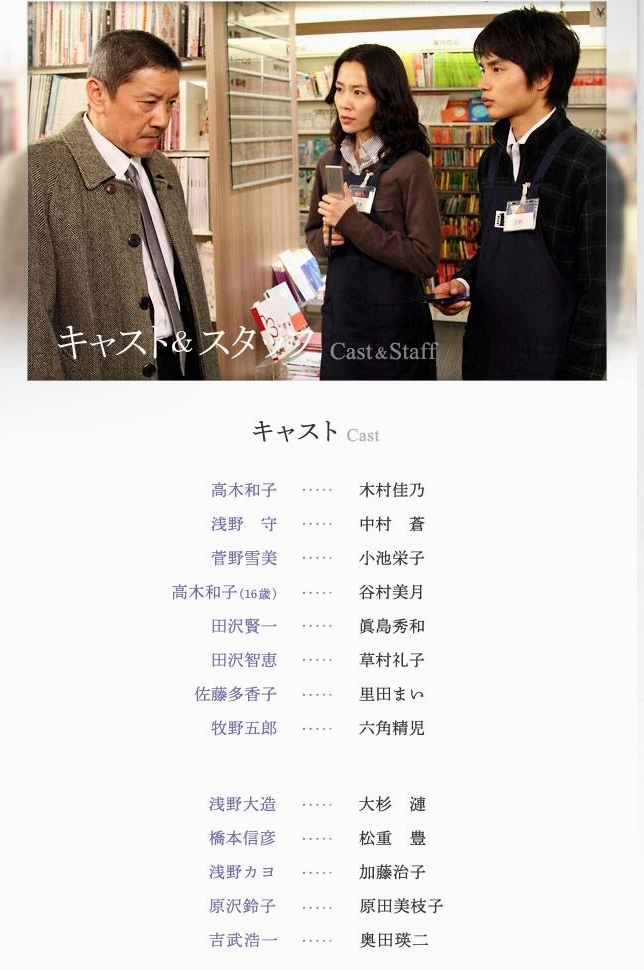 キャスト&スタッフ Cast&Staff
キャスト Cast
高木和子 ····· 木村佳乃
浅野　守 ····· 中村　蒼
菅野雪美 ····· 小池栄子
高木和子(16歳) ····· 谷村美月
田沢賢一 ····· 眞島秀和
田沢智恵 ····· 草村礼子
佐藤多香子 ····· 里田まい
牧野五郎 ····· 六角精児
浅野大造 ····· 大杉　漣
橋本信彦 ····· 松重　豊
浅野カヨ ····· 加藤治子
原沢鈴子 ····· 原田美枝子
吉武浩一 ····· 奥田瑛二